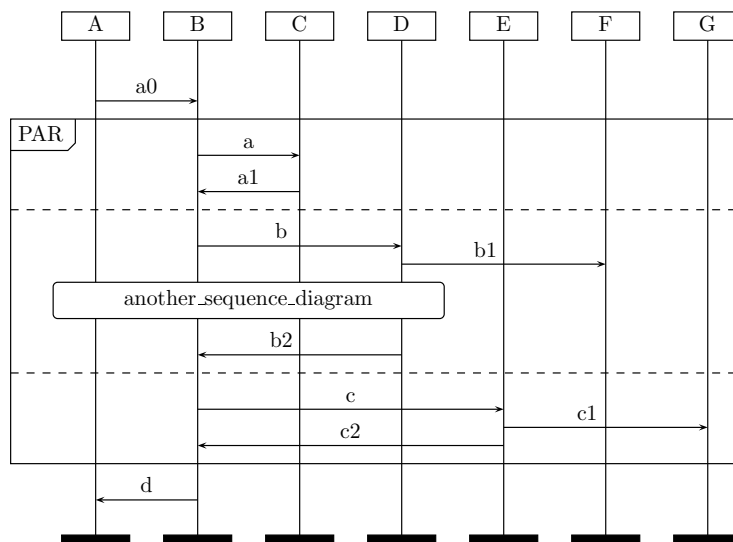 A B C D E F G
a0
PAR
a
a1
b
b1
another_sequence_diagram
b2
c
c1
c2
d